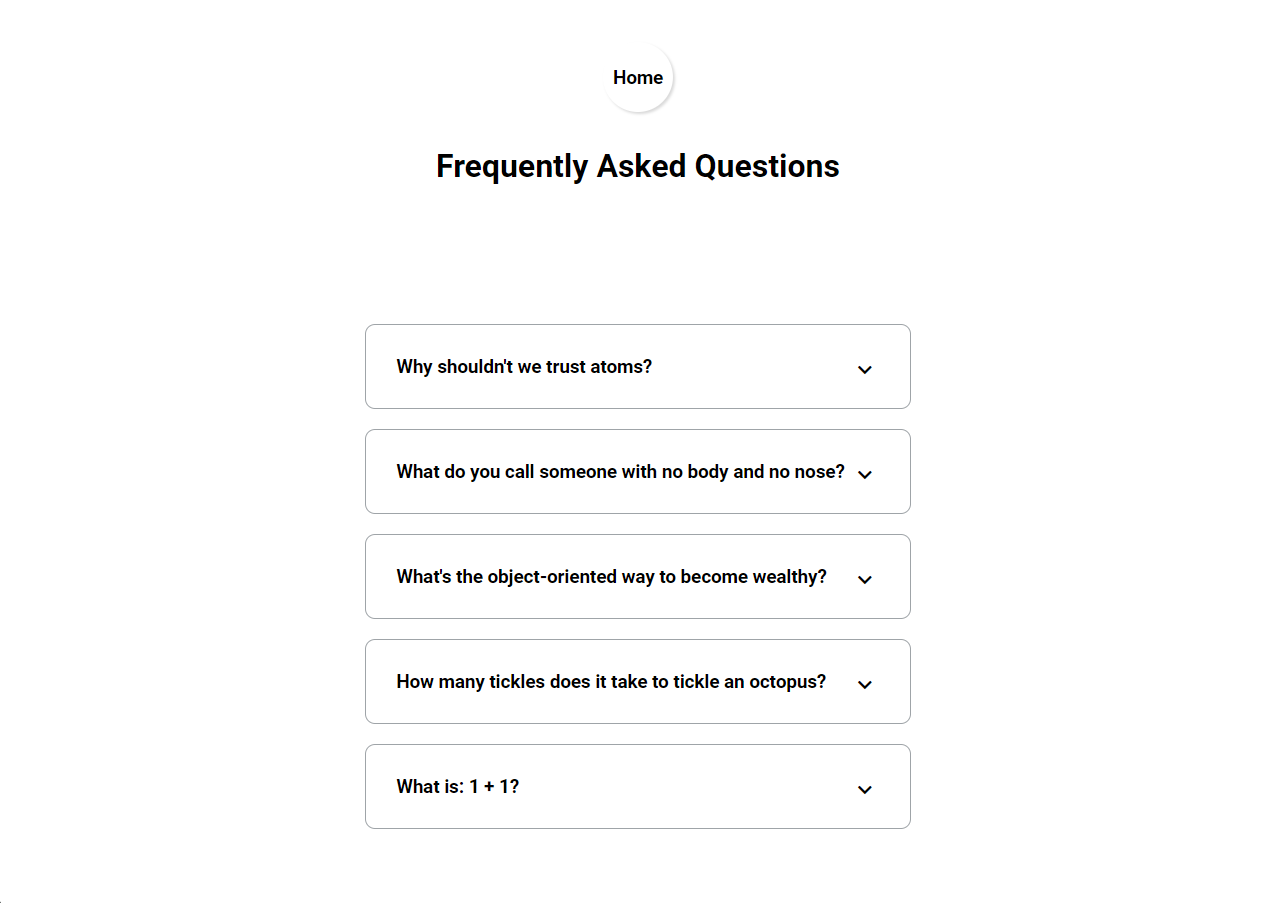 Home
Frequently Asked Questions
Why shouldn't we trust atoms?
What do you call someone with no body and no nose?
What's the object-oriented way to become wealthy?
How many tickles does it take to tickle an octopus?
What is: 1 + 1?